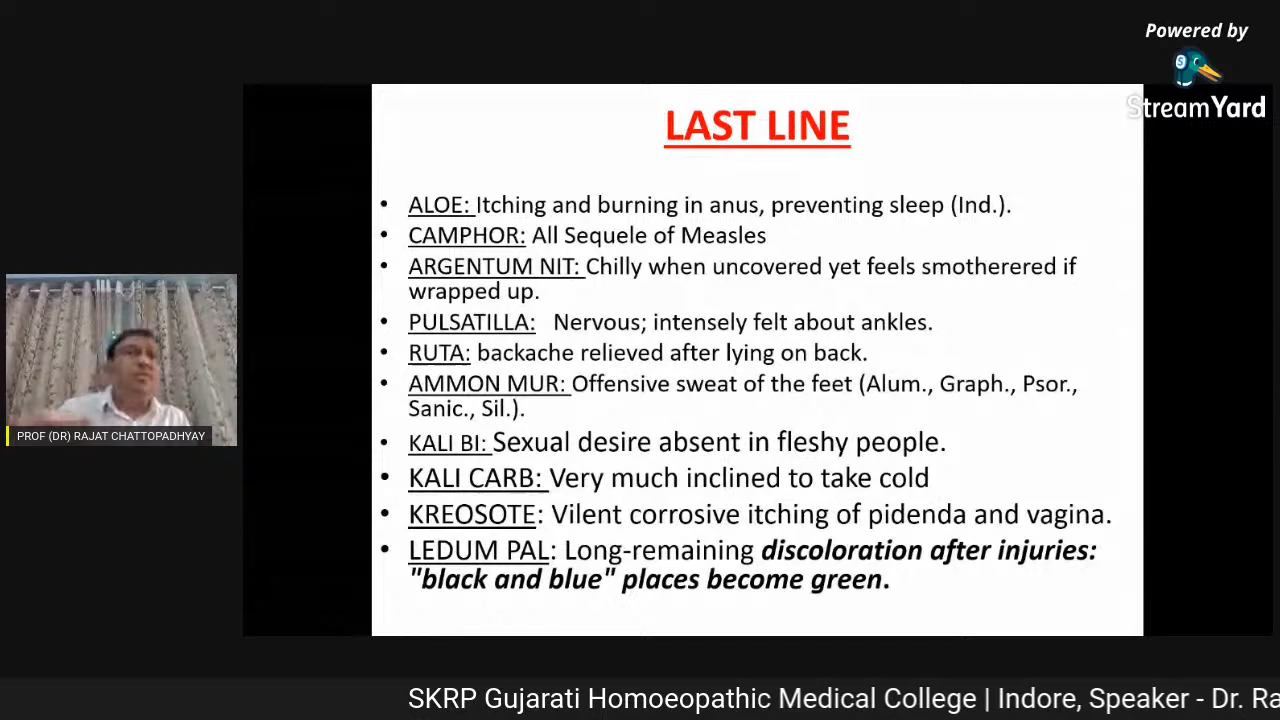 Powered by
StreamYard
LAST LINE
• ALOE: Itching and burning in anus, preventing sleep (Ind.).
• CAMPHOR: All Sequele of Measles
• ARGENTUM NIT: Chilly when uncovered yet feels smotherered if
wrapped up.
• PULSATILLA: Nervous; intensely felt about ankles.
• RUTA: backache relieved after lying on back.
• AMMON MUR: Offensive sweat of the feet (Alum., Graph., Psor.,
Sanic., Sil.).
• KALI BI: Sexual desire absent in fleshy people.
• KALI CARB: Very much inclined to take cold
• KREOSOTE: Vilent corrosive itching of pidenda and vagina.
• LEDUM PAL: Long-remaining discoloration after injuries:
"black and blue" places become green.
PROF (DR) RAJAT CHATTOPADHYAY
SKRP Gujarati Homoeopathic Medical College | Indore, Speaker - Dr. Ra